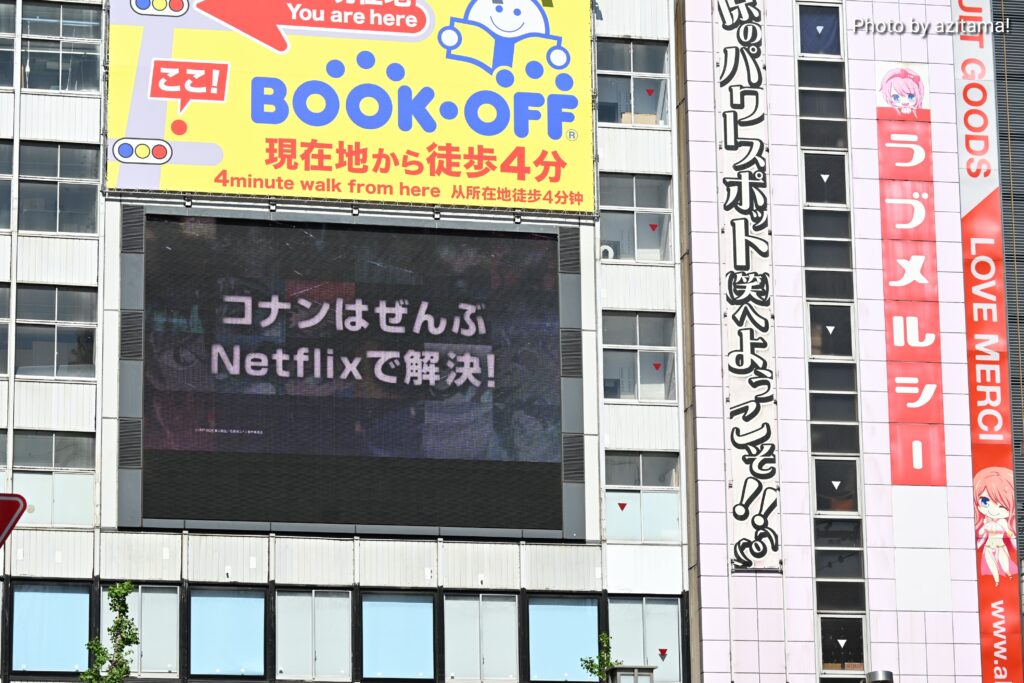 You are here
ここ!
BOOK・OFF®
現在地から徒歩4分
4minute walk from here 从所在地徒歩4分钟
コナンはぜんぶ
Netflixで解決!
のパワースポット(笑)へようこそ!!
Photo by azitama!
ラブメルシー
GOODS
LOVE MERCI
www.a